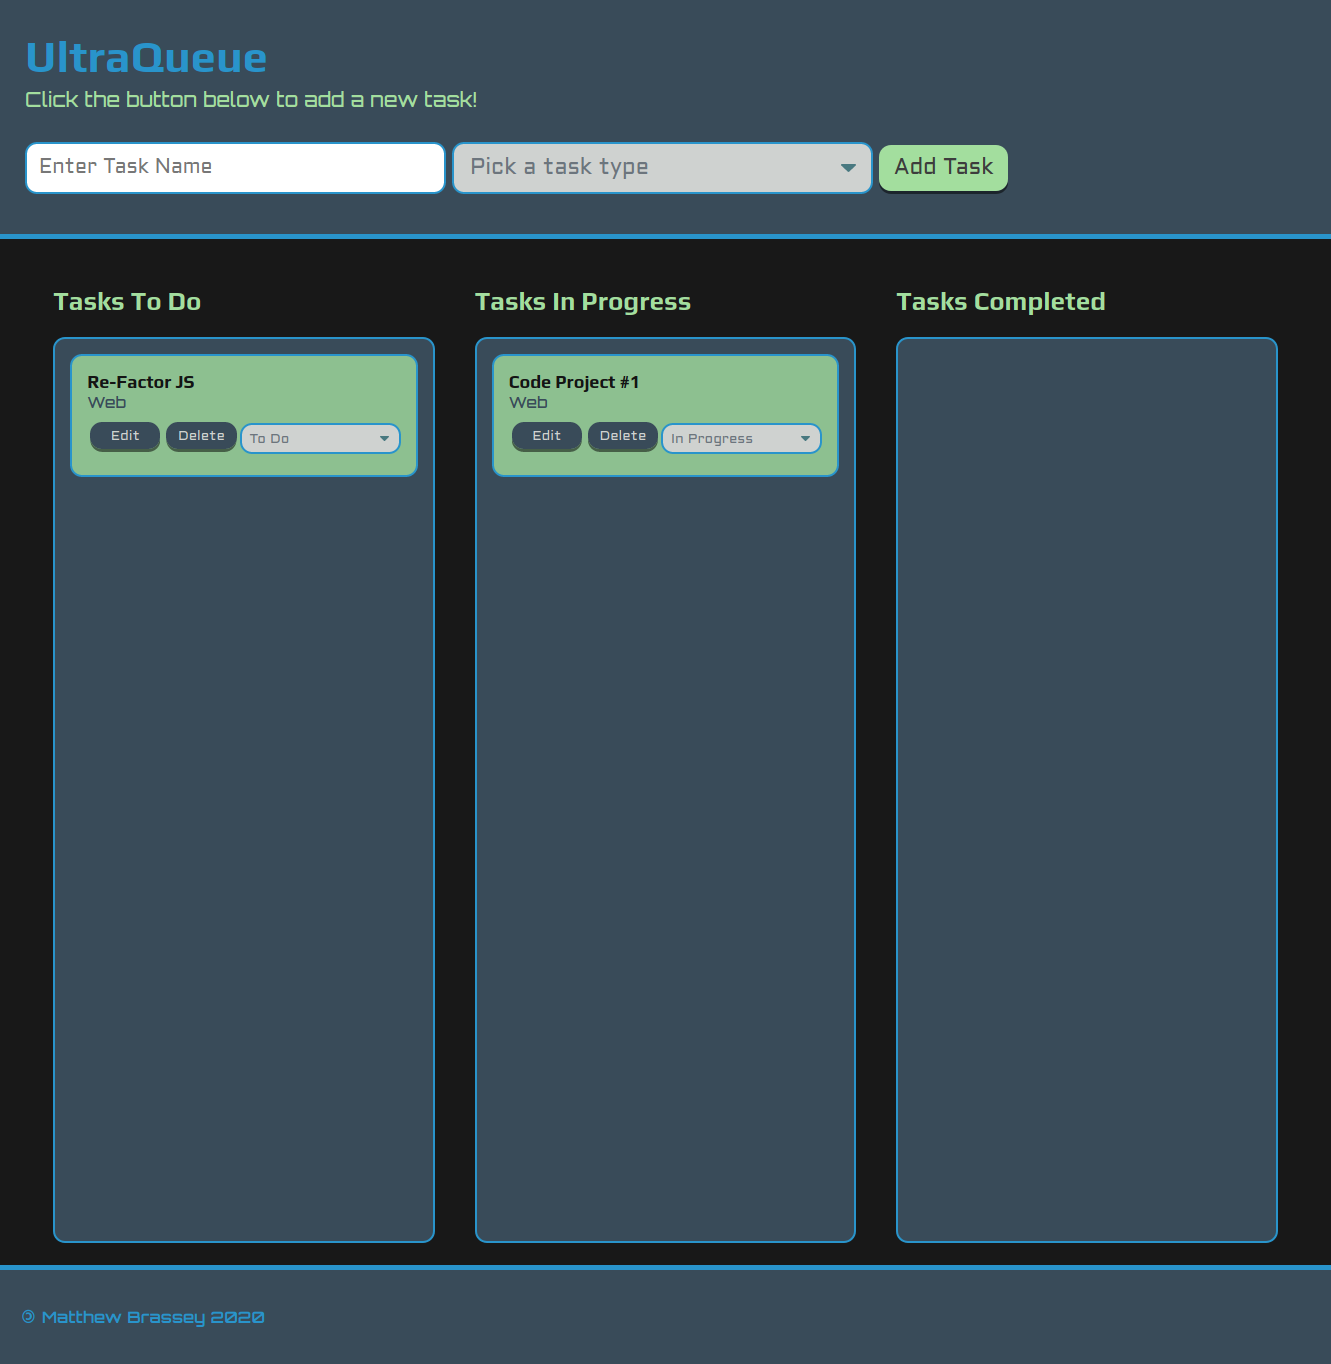 UltraQueue
Click the button below to add a new task!
Enter Task Name
Pick a task type
Add Task
Tasks To Do
Re-Factor JS
Web
Edit
Delete
To Do
Tasks In Progress
Code Project #1
Web
Edit
Delete
In Progress
Tasks Completed
© Matthew Brassey 2020